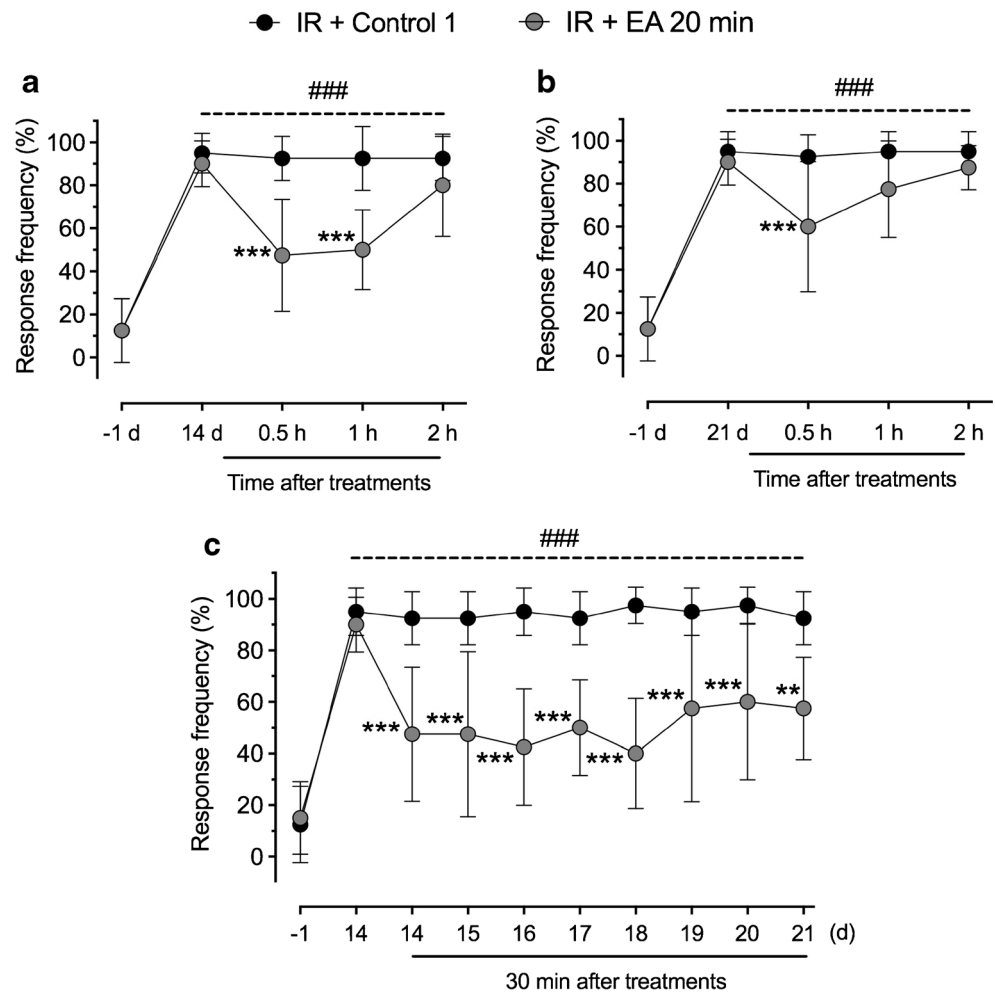 IR + Control 1 IR + EA 20 min
a
###
Response frequency (%)
100
80
60
40
20
0
*** ***
-1 d 14 d 0.5 h 1 h 2 h
Time after treatments
b
###
Response frequency (%)
100
80
60
40
20
0
***
-1 d 21 d 0.5 h 1 h 2 h
Time after treatments
c
###
Response frequency (%)
100
80
60
40
20
0
*** *** *** *** *** *** *** **
-1 14 14 15 16 17 18 19 20 21 (d)
30 min after treatments